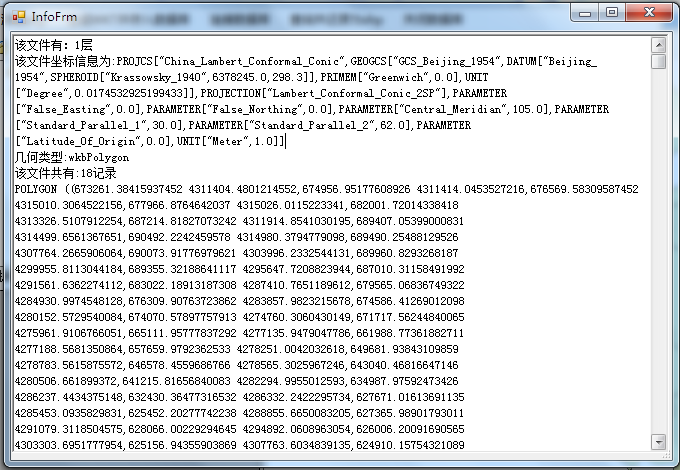 InfoFrm
该文件有：1层
该文件坐标信息为:PROJCS["China_Lambert_Conformal_Conic",GEOGCS["GCS_Beijing_1954",DATUM["Beijing_
1954",SPHEROID["Krassowsky_1940",6378245.0,298.3]],PRIMEM["Greenwich",0.0],UNIT
["Degree",0.0174532925199433]],PROJECTION["Lambert_Conformal_Conic_2SP"],PARAMETER
["False_Easting",0.0],PARAMETER["False_Northing",0.0],PARAMETER["Central_Meridian",105.0],PARAMETER
["Standard_Parallel_1",30.0],PARAMETER["Standard_Parallel_2",62.0],PARAMETER
["Latitude_Of_Origin",0.0],UNIT["Meter",1.0]]
几何类型:wkbPolygon
该文件共有:18记录
POLYGON ((673261.38415937452 4311404.4801214552,674956.95177608926 4311414.0453527216,676569.58309587452
4315010.3064522156,677966.8764642037 4315026.0115223341,682001.72014338418
4313326.5107912254,687214.81827073242 4311914.8541030195,689407.05399000831
4314499.6561367651,690492.2242459578 4314980.3794779098,689490.25488129526
4307764.2665906064,690073.91776979621 4303996.2332544131,689960.8293268187
4299955.8113044184,689355.32188641117 4295647.7208823944,687010.31158491992
4291561.6362274112,683022.18913187308 4287410.7651189612,679565.06836749322
4284930.9974548128,676309.90763723862 4283857.9823215678,674586.41269012098
4280152.5729540084,674070.57897757913 4274760.3060430149,671717.56244840065
4275961.9106766051,665111.95777837292 4277135.9479047786,661988.77361882711
4277188.5681350864,657659.9792362533 4278251.0042032618,649681.93843109859
4278783.5615875572,646578.4559686766 4278565.3025967246,643040.46816647146
4280506.661899372,641215.81656840083 4282294.9955012593,634987.97592473426
4286237.4434375148,632430.36477316532 4286332.2422295734,627671.01613691135
4285453.0935829831,625452.20277742238 4288855.6650083205,627365.98901793011
4291079.3118504575,628066.00229294645 4294892.0608963054,626006.20091690565
4303303.6951777954,625156.94355903869 4307763.6034839135,624910.15754321089